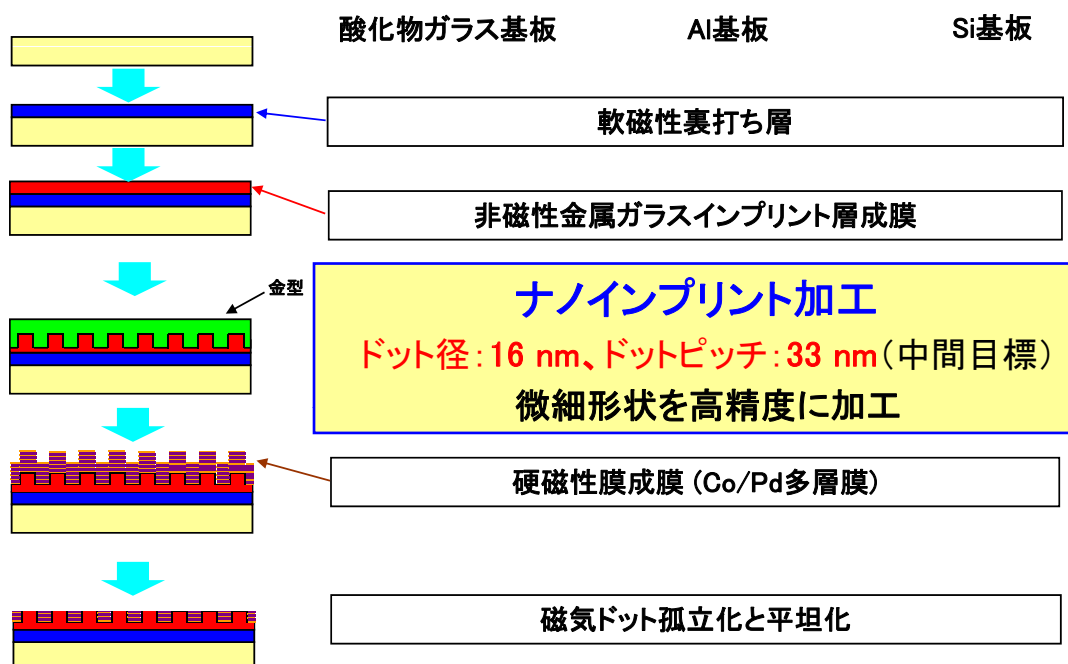 酸化物ガラス基板 Al基板 Si基板
軟磁性裏打ち層
非磁性金属ガラスインプリント層成膜
金型
ナノインプリント加工
ドット径：16 nm、ドットピッチ：33 nm（中間目標）
微細形状を高精度に加工
硬磁性膜成膜 (Co/Pd多層膜)
磁気ドット孤立化と平坦化